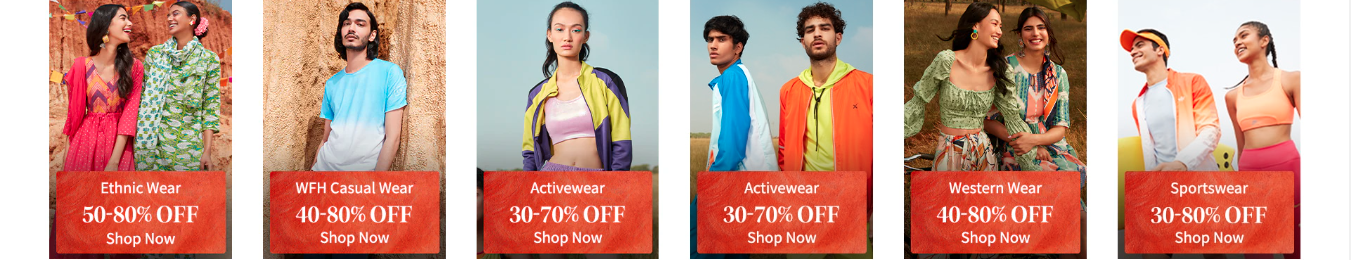 Ethnic Wear
50-80% OFF
Shop Now
WFH Casual Wear
40-80% OFF
Shop Now
Activewear
30-70% OFF
Shop Now
Activewear
30-70% OFF
Shop Now
Western Wear
40-80% OFF
Shop Now
Sportswear
30-80% OFF
Shop Now